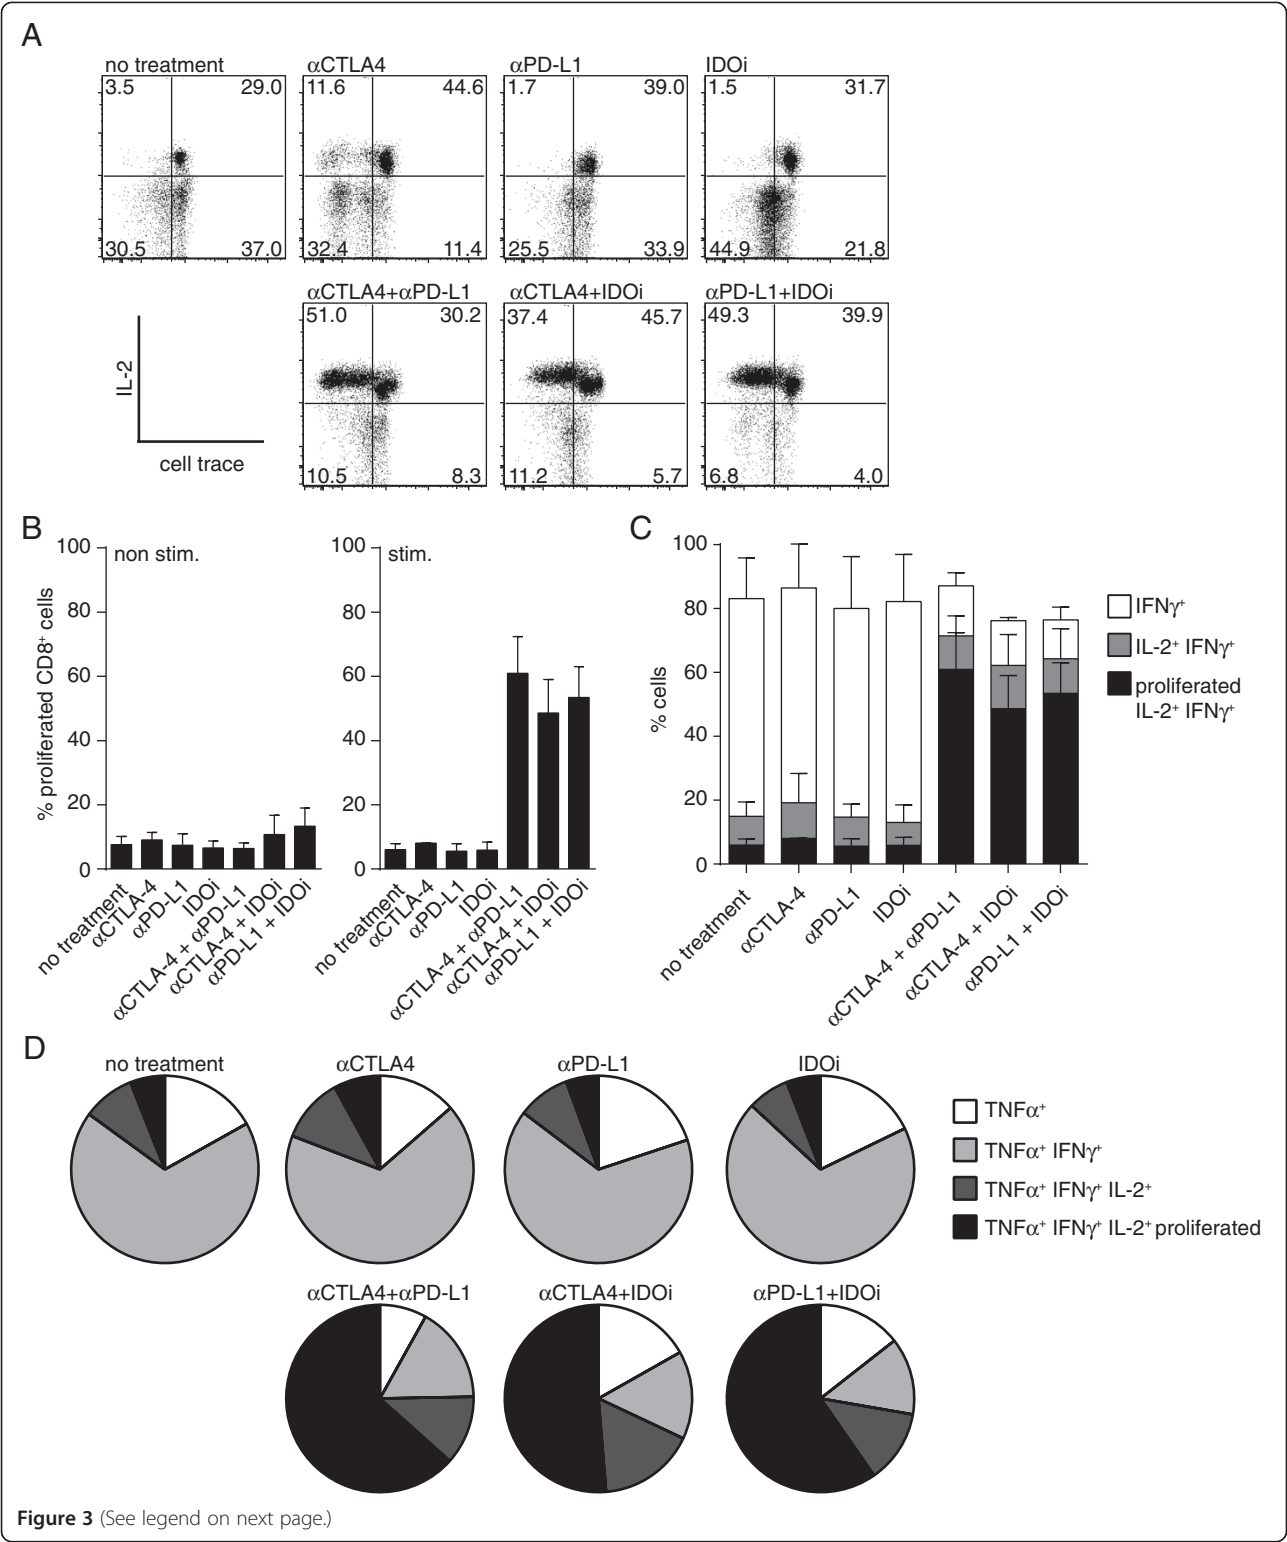 A
no treatment
αCTLA4
αPD-L1
IDOi
3.5
29.0
11.6
44.6
1.7
39.0
1.5
31.7
30.5
37.0
32.4
11.4
25.5
33.9
44.9
21.8
αCTLA4+αPD-L1
αCTLA4+IDOi
αPD-L1+IDOi
51.0
30.2
37.4
45.7
49.3
39.9
10.5
8.3
11.2
5.7
6.8
4.0
IL-2
cell trace
B
% proliferated CD8⁺ cells
100
80
60
40
20
0
non stim.
no treatment
αCTLA-4
αPD-L1
IDOi
αCTLA-4 + αPD-L1
αCTLA-4 + IDOi
αPD-L1 + IDOi
100
80
60
40
20
0
stim.
no treatment
αCTLA-4
αPD-L1
IDOi
αCTLA-4 + αPD-L1
αCTLA-4 + IDOi
αPD-L1 + IDOi
C
% cells
100
80
60
40
20
0
no treatment
αCTLA-4
αPD-L1
IDOi
αCTLA-4 + αPD-L1
αCTLA-4 + IDOi
αPD-L1 + IDOi
IFNγ⁺
IL-2⁺ IFNγ⁺
proliferated
IL-2⁺ IFNγ⁺
D
no treatment
αCTLA4
αPD-L1
IDOi
TNFα⁺
TNFα⁺ IFNγ⁺
TNFα⁺ IFNγ⁺ IL-2⁺
TNFα⁺ IFNγ⁺ IL-2⁺ proliferated
αCTLA4+αPD-L1
αCTLA4+IDOi
αPD-L1+IDOi
Figure 3 (See legend on next page.)